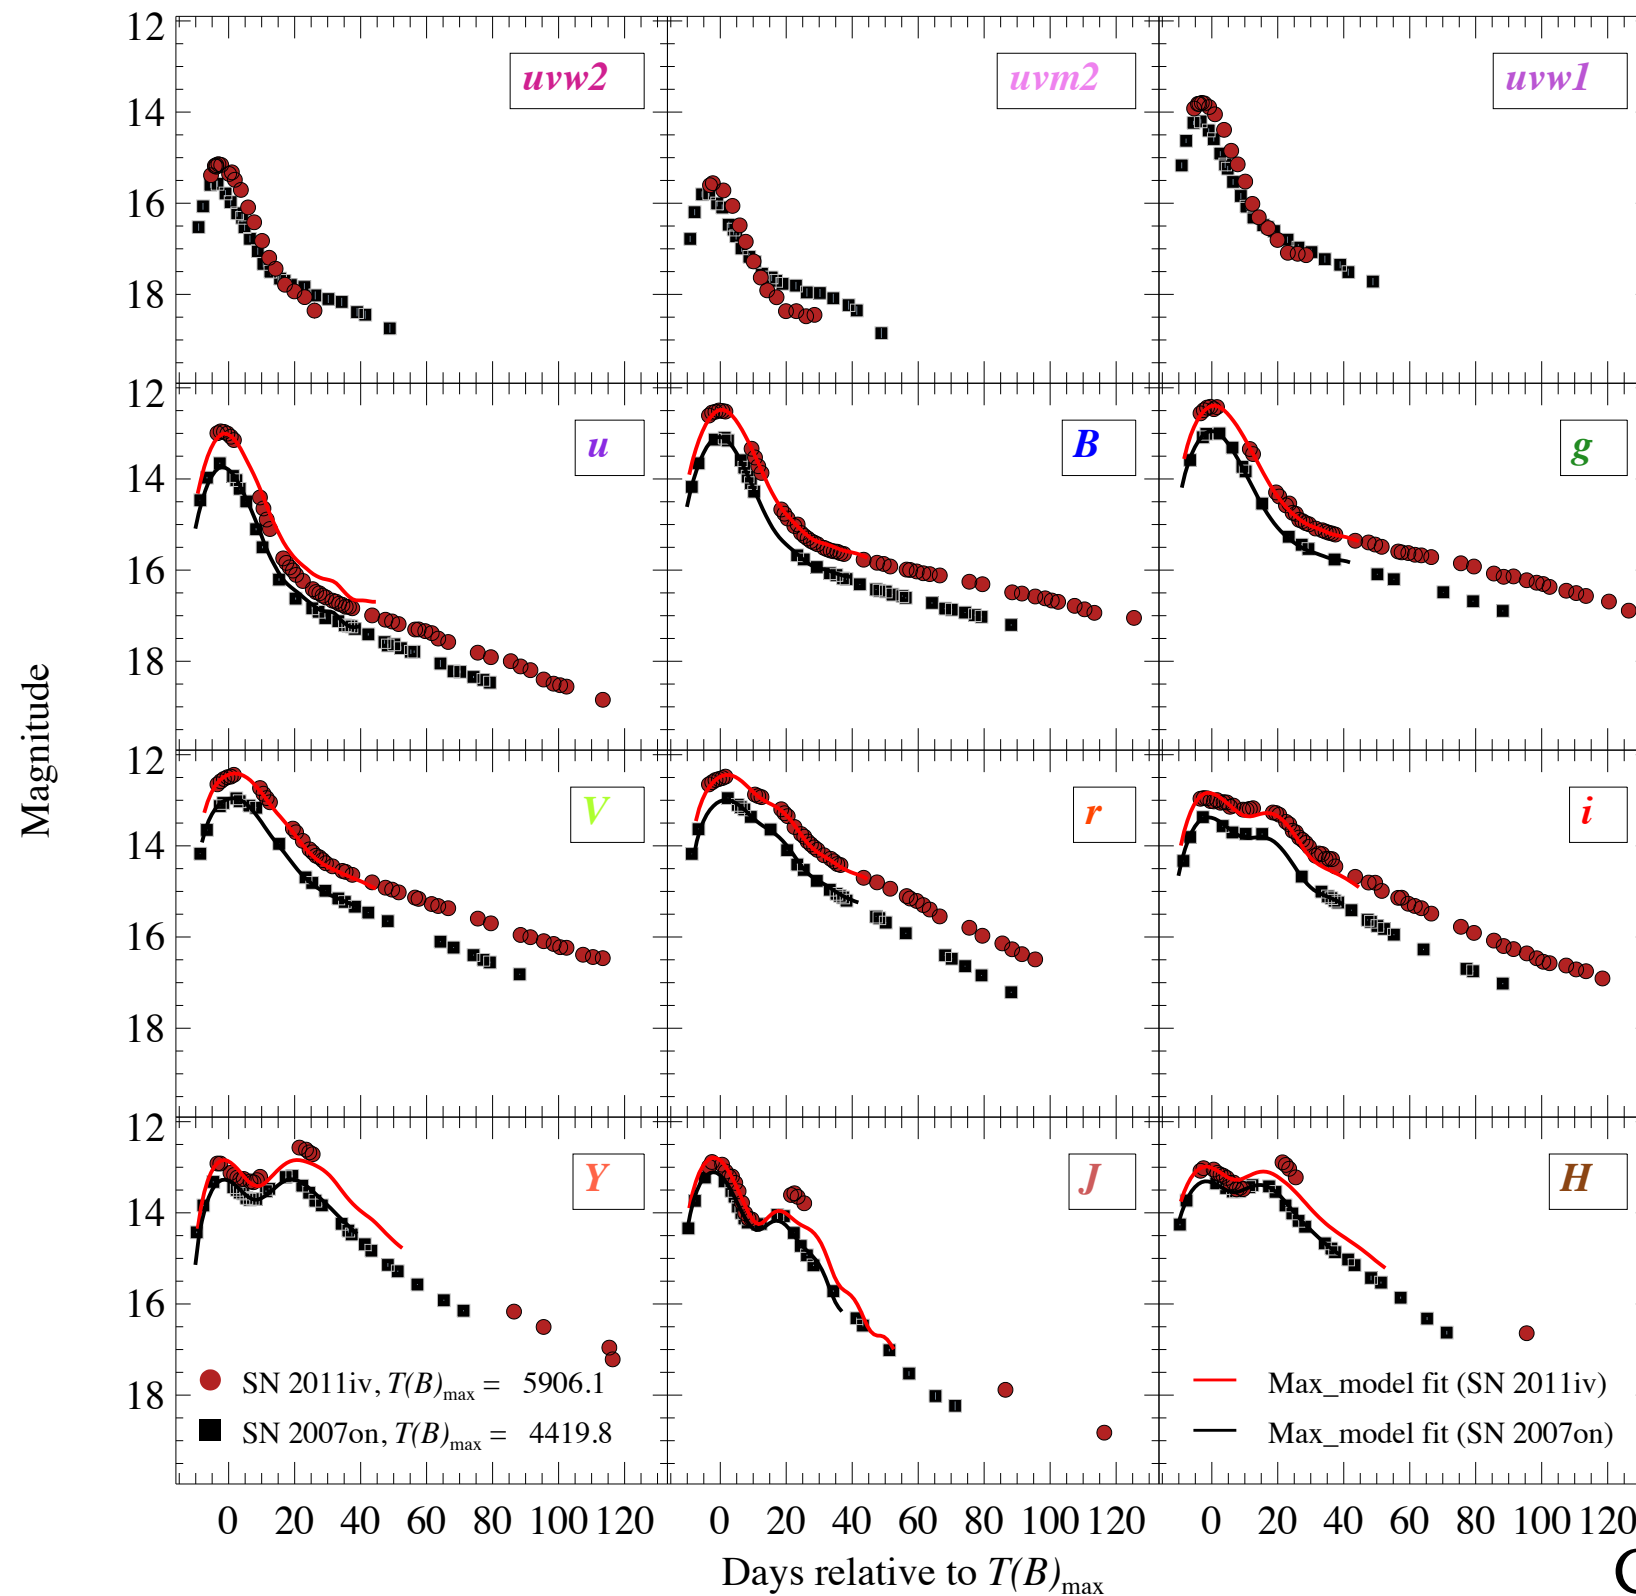 12
14
16
18
uvw2
uvm2
uvw1
12
14
16
18
u
B
g
Magnitude
12
14
16
18
V
r
i
12
14
16
18
Y
J
H
SN 2011iv, T(B)max = 5906.1
SN 2007on, T(B)max = 4419.8
Max_model fit (SN 2011iv)
Max_model fit (SN 2007on)
0 20 40 60 80 100 120
0 20 40 60 80 100 120
0 20 40 60 80 100 120
Days relative to T(B)max